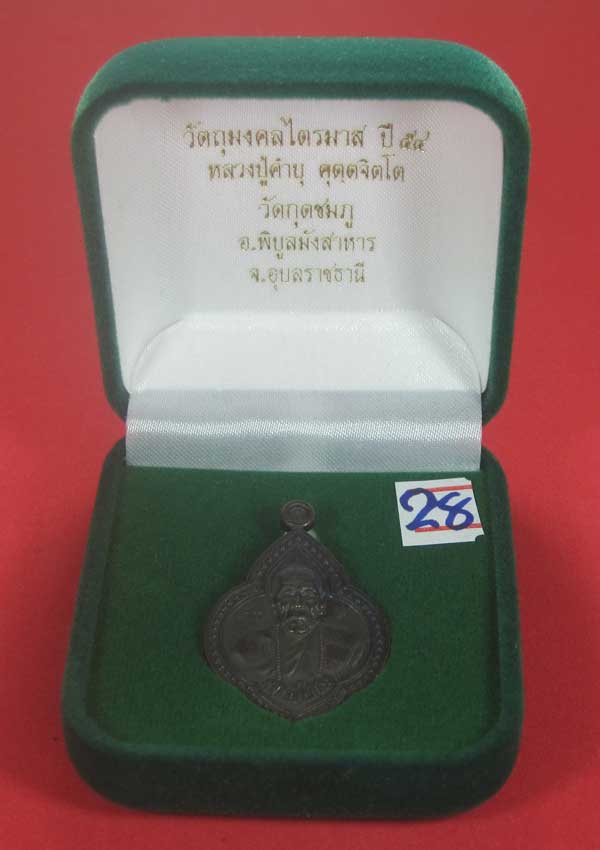 วัตถุมงคลไตรมาส ปี ๕๔
หลวงปู่คำบุ คุตฺตจิตฺโต
วัดกุดชมภู
อ.พิบูลมังสาหาร
จ.อุบลราชธานี
28